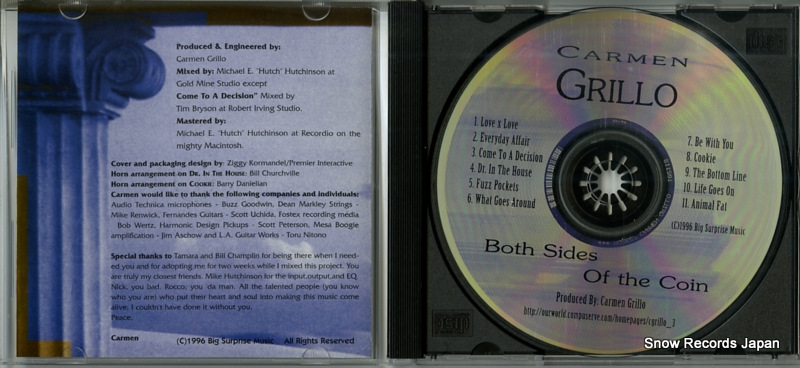 Produced & Engineered by:
Carmen Grillo
Mixed by: Michael E. "Hutch" Hutchinson at
Gold Mine Studio except
Come To A Decision" Mixed by
Tim Bryson at Robert Irving Studio.
Mastered by:
Michael E. "Hutch" Hutchinson at Recordio on the
mighty Macintosh.
Cover and packaging design by: Ziggy Kormandel/Premier Interactive
Horn arrangement on Dr. In The House: Bill Churchville
Horn arrangement on Cookie: Barry Danielian
Carmen would like to thank the following companies and individuals:
Audio Technica microphones - Buzz Goodwin, Dean Markley Strings -
Mike Renwick, Fernandes Guitars - Scott Uchida, Fostex recording media
Bob Wertz, Harmonic Design Pickups - Scott Peterson, Mesa Boogie
amplification - Jim Aschow and L.A. Guitar Works - Toru Nitono
Special thanks to Tamara and Bill Champlin for being there when I need-
ed you and for adopting me for two weeks while I mixed this project. You
are truly my closest friends. Mike Hutchinson for the input,output,and EQ.
Nick, you bad. Rocco, you da man. All the talented people (you know
who you are) who put their heart and soul into making this music come
alive. I couldn't have done it without you.
Peace,
Carmen
(C)1996 Big Surprise Music All Rights Reserved
Carmen
Grillo
1. Love x Love
2. Everyday Affair
3. Come To A Decision
4. Dr. In The House
5. Fuzz Pockets
6. What Goes Around
7. Be With You
8. Cookie
9. The Bottom Line
10. Life Goes On
11. Animal Fat
(C)1996 Big Surprise Music
Both Sides
Of the Coin
Produced By: Carmen Grillo
http://ourworld.compuserve.com/homepages/cgrillo_3
Snow Records Japan